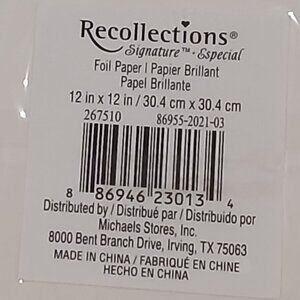 Recollections®
Signature™ - Especial
Foil Paper | Papier Brillant
Papel Brillante
12 in x 12 in / 30.4 cm x 30.4 cm
267510 86955-2021-03
8 86946 23013 4
Distributed by / Distribué par / Distribuido por
Michaels Stores, Inc.
8000 Bent Branch Drive, Irving, TX 75063
MADE IN CHINA / FABRIQUÉ EN CHINE
HECHO EN CHINA